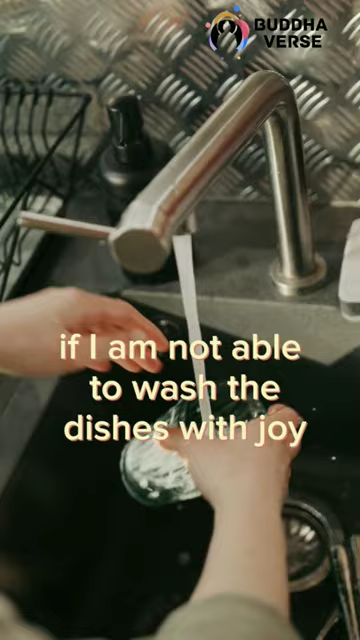 BUDDHA
VERSE
if I am not able
to wash the
dishes with joy